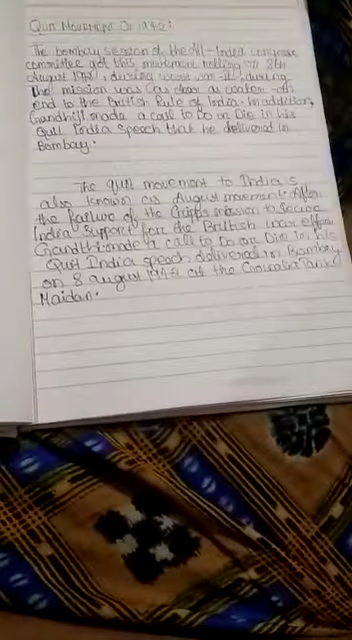 Quit Movement Of 1942:
The bombay session of the All-India congress
committee got this movement rolling on 8th
August 1942, during world war-II, during
The mission was Cas clear as water - an
end to the British Rule of India. In addition,
Gandhiji made a call to Do or Die in his
Quit India speech that he delivered in
Bombay.
The quit movement to India is
also known as August movement. After
the failure of the Cripps mission to secure
India support for the British war effort
Gandhi made a call to Do or Die in his
Quit India speech delivered in Bombay
on 8 august 1942 at the Tank
Maidan.